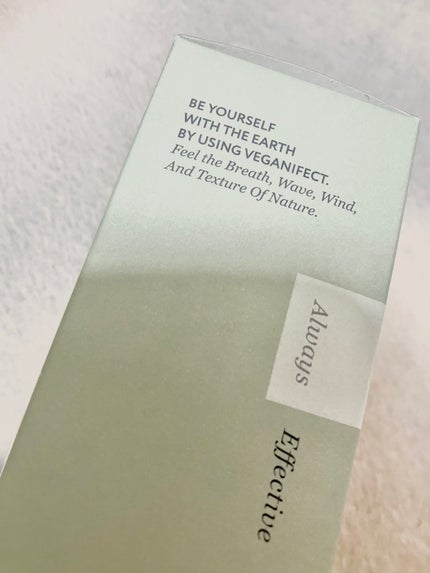 BE YOURSELF
WITH THE EARTH
BY USING VEGANIFECT.
Feel the Breath, Wave, Wind,
And Texture Of Nature.
Always
Effective